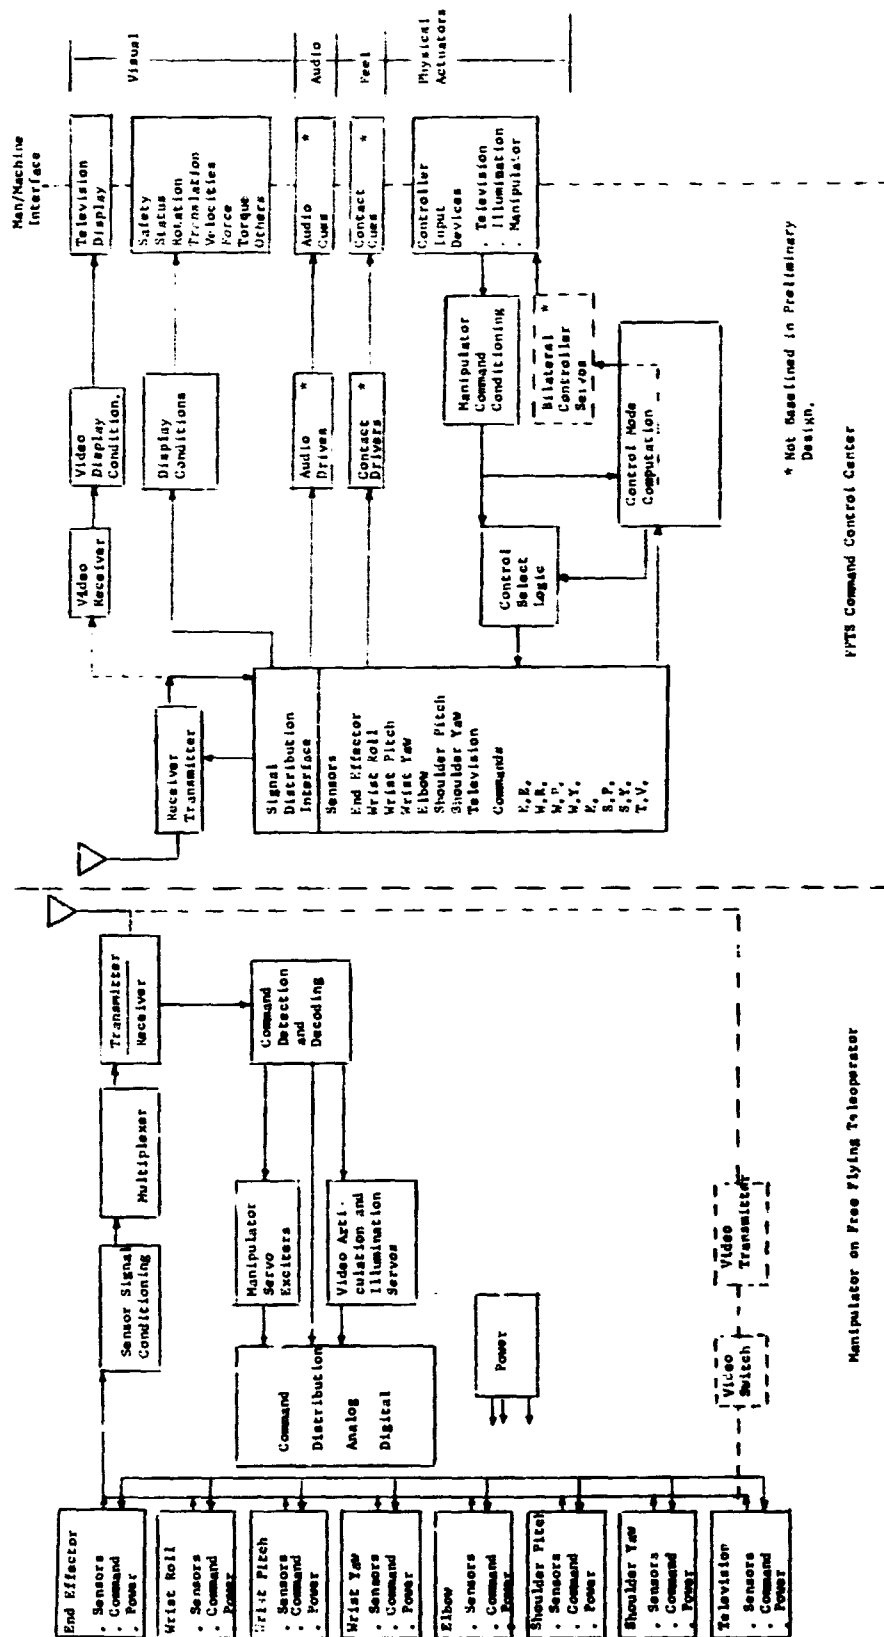 End Effector
. Sensors
. Command
. Power
Wrist Roll
. Sensors
. Command
. Power
Wrist Pitch
. Sensors
. Command
. Power
Wrist Yaw
. Sensors
. Command
. Power
Elbow
. Sensors
. Command
. Power
Shoulder Pitch
. Sensors
. Command
. Power
Shoulder Yaw
. Sensors
. Command
. Power
Television
. Sensors
. Command
. Power
Sensor Signal
Conditioning
Multiplexer
Transmitter
Receiver
Command
Detection
and
Decoding
Manipulator
Servo
Exciters
Video Arti-
culation and
Illumination
Servos
Command
Distribution
Analog
Digital
Power
Video
Switch
Video
Transmitter
Manipulator on Free Flying Teleoperator
Receiver
Transmitter
Signal
Distribution
Interface
Sensors
End Effector
Wrist Roll
Wrist Pitch
Wrist Yaw
Elbow
Shoulder Pitch
Shoulder Yaw
Television
Commands
E.E.
W.R.
W.P.
W.Y.
E.
S.P.
S.Y.
T.V.
Video
Receiver
Video
Display
Condition.
Display
Conditions
Audio *
Drives
Contact *
Drivers
Control
Select
Logic
Manipulator
Command
Conditioning
Bilateral *
Controller
Servos
Control Mode
Computation
Man/Machine
Interface
Television
Display
Safety
Status
Rotation
Translation
Velocities
Force
Torque
Others
Audio *
Cues
Contact *
Cues
Controller
Input
Devices
. Television
. Illumination
. Manipulator
Visual
Audio
Feel
Physical
Actuators
* Not Baselined in Preliminary
Design.
FFTS Command Control Center